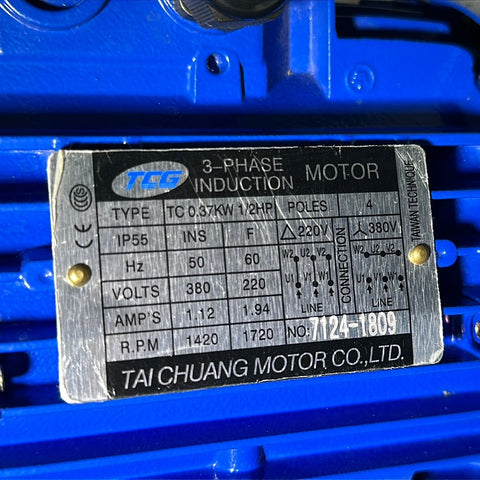 TCG 3-PHASE INDUCTION MOTOR
TYPE TC 0.37KW 1/2HP POLES 4
IP55 INS F △ 220V 人 380V
Hz 50 60 W2 U2 V2 W2 U2 V2
VOLTS 380 220 U1 V1 W1 U1 V1 W1
AMP'S 1.12 1.94 LINE LINE
R.P.M 1420 1720 NO: 7124-1809
CONNECTION
TAI CHUANG MOTOR CO.,LTD.
CE
TAIWAN TECHNIQUE